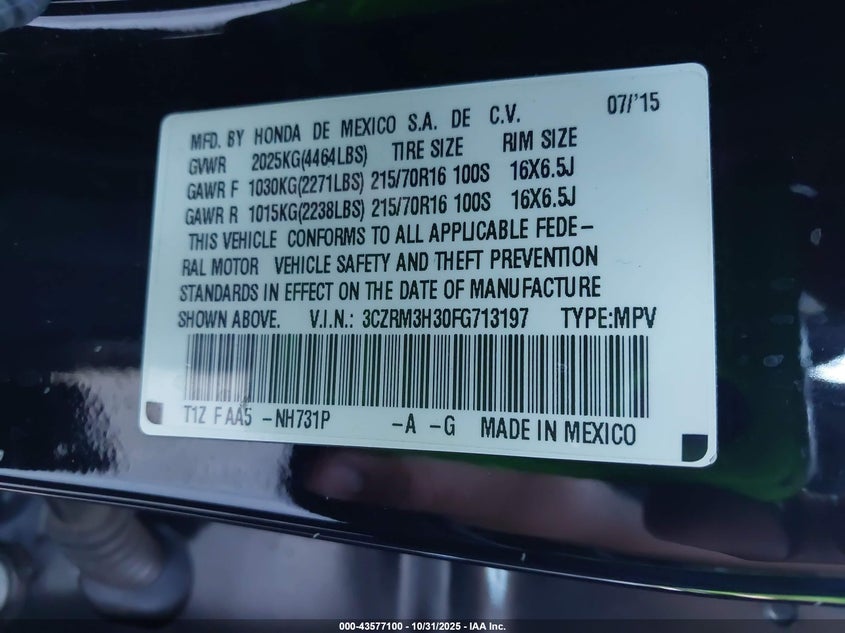 MFD. BY HONDA DE MEXICO S.A. DE C.V. 07/'15
GVWR 2025KG(4464LBS) TIRE SIZE RIM SIZE
GAWR F 1030KG(2271LBS) 215/70R16 100S 16X6.5J
GAWR R 1015KG(2238LBS) 215/70R16 100S 16X6.5J
THIS VEHICLE CONFORMS TO ALL APPLICABLE FEDE-
RAL MOTOR VEHICLE SAFETY AND THEFT PREVENTION
STANDARDS IN EFFECT ON THE DATE OF MANUFACTURE
SHOWN ABOVE. V.I.N.: 3CZRM3H30FG713197 TYPE:MPV
T1Z F AA5 -NH731P -A -G MADE IN MEXICO
000-43577100 - 10/31/2025 - IAA Inc.